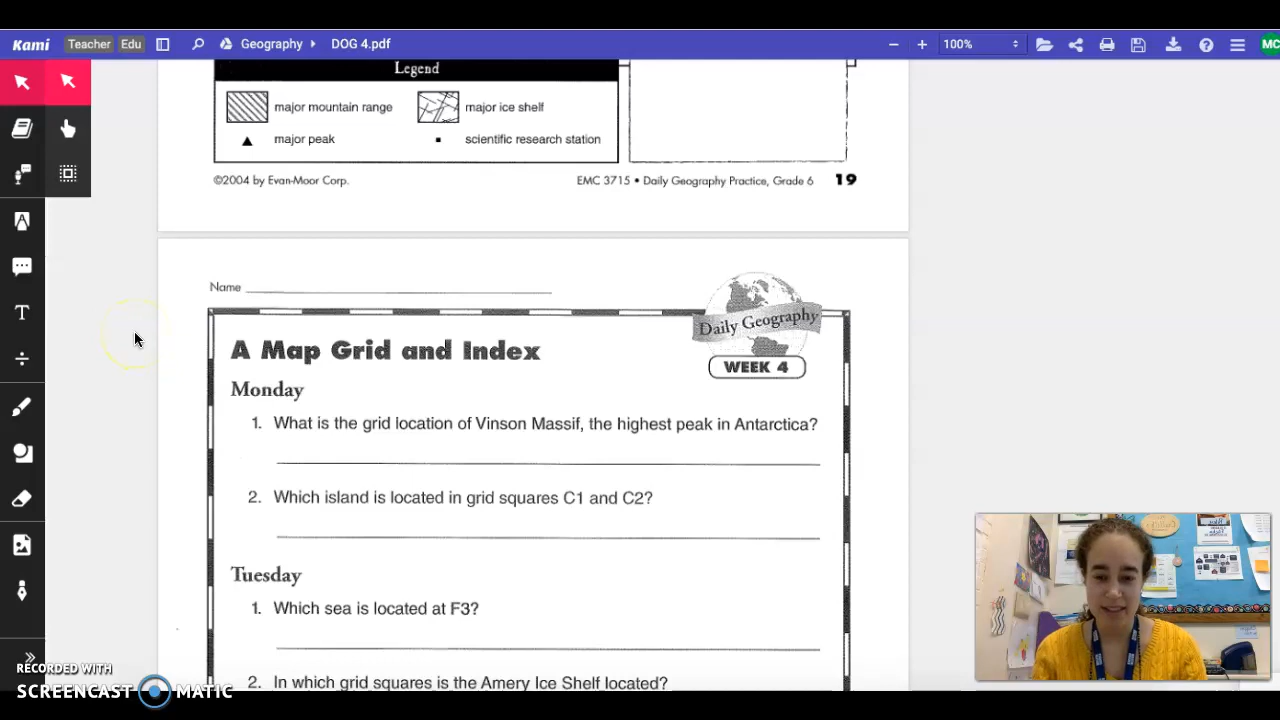 Kami Teacher Edu Geography DOG 4.pdf 100% MC
Legend
major mountain range major ice shelf
major peak scientific research station
©2004 by Evan-Moor Corp. EMC 3715 • Daily Geography Practice, Grade 6 19
Name
Daily Geography
WEEK 4
A Map Grid and Index
Monday
1. What is the grid location of Vinson Massif, the highest peak in Antarctica?
2. Which island is located in grid squares C1 and C2?
Tuesday
1. Which sea is located at F3?
2. In which grid squares is the Amery Ice Shelf located?
RECORDED WITH
SCREENCAST MATIC